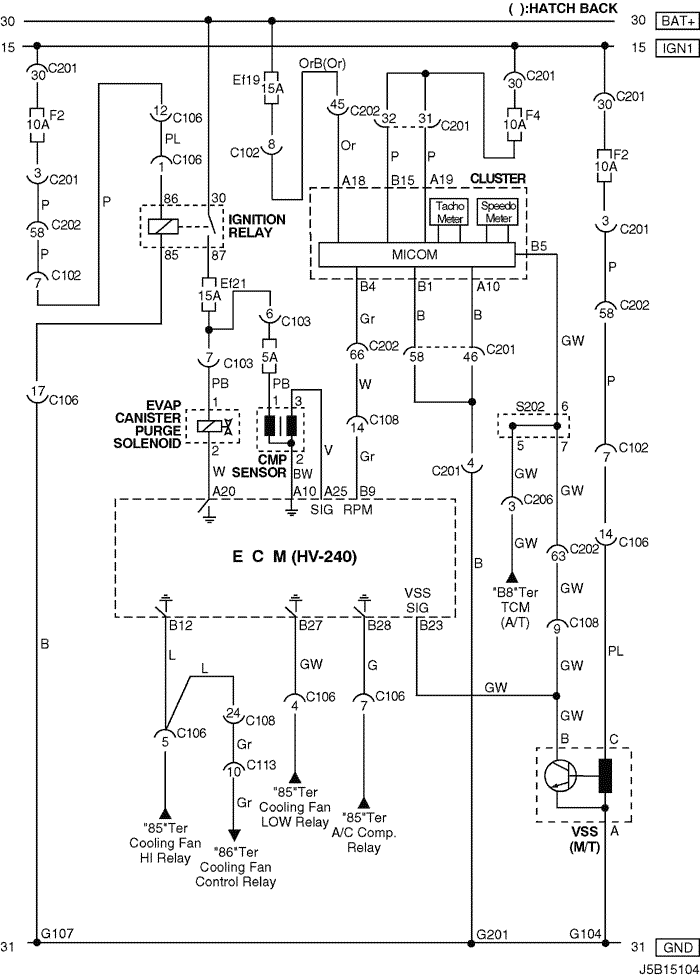 ( ):HATCH BACK
30
30 BAT+
15
15 IGN1
30 C201
F2
10A
3 C201
P
58 C202
P
7 C102
P
12 C106
PL
1 C106
86
30
IGNITION
RELAY
85
87
Ef19
15A
8
C102
OrB(Or)
45 C202
Or
32
31
C201
P
P
30 C201
F4
10A
30 C201
F2
10A
3 C201
P
58 C202
P
7 C102
14 C106
PL
CLUSTER
A18
B15
A19
Tacho
Meter
Speedo
Meter
MICOM
B5
B4
B1
A10
Gr
B
B
66 C202
58
46
C201
W
14 C108
Gr
4
C201
B
GW
S202
6
5
7
GW
GW
3 C206
GW
"B8"Ter
TCM
(A/T)
63 C202
GW
9 C108
GW
GW
Ef21
15A
6 C103
5A
7 C103
PB
PB
1
3
1
EVAP
CANISTER
PURGE
SOLENOID
2
W
CMP
SENSOR
2
BW
V
17 C106
B
A20
A10
A25
B9
SIG
RPM
E C M (HV-240)
VSS
SIG
B12
B27
B28
B23
L
L
GW
G
GW
5 C106
24 C108
Gr
10 C113
Gr
4 C106
7 C106
"85"Ter
Cooling Fan
HI Relay
"86"Ter
Cooling Fan
Control Relay
"85"Ter
Cooling Fan
LOW Relay
"85"Ter
A/C Comp.
Relay
B
C
VSS
(M/T)
A
G107
G201
G104
31
31 GND
J5B15104